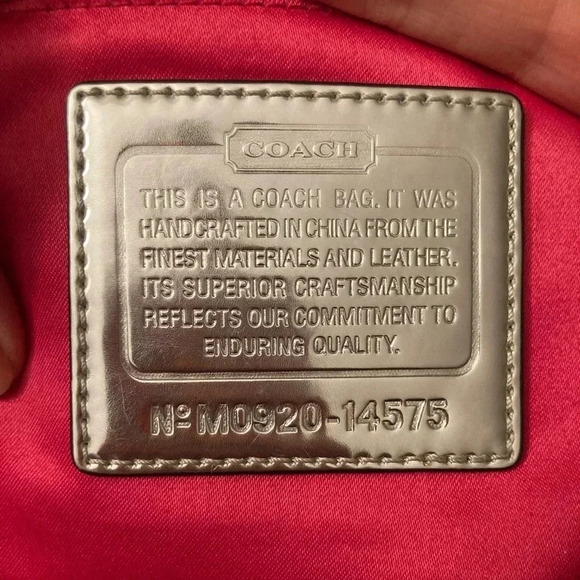 COACH
THIS IS A COACH BAG. IT WAS
HANDCRAFTED IN CHINA FROM THE
FINEST MATERIALS AND LEATHER.
ITS SUPERIOR CRAFTSMANSHIP
REFLECTS OUR COMMITMENT TO
ENDURING QUALITY.
Nº M0920-14575